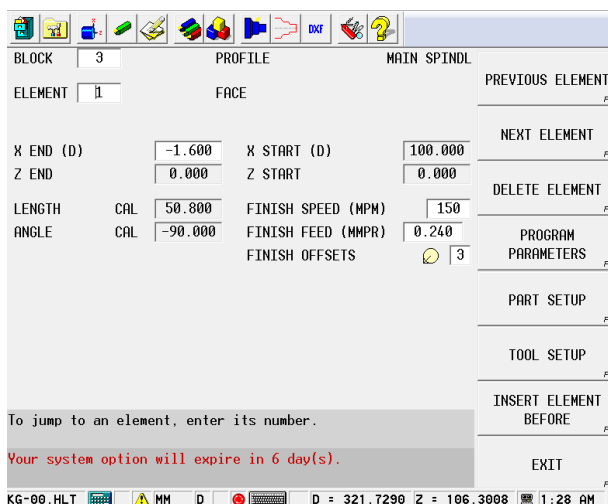 DXF
BLOCK 3 PROFILE MAIN SPINDL
ELEMENT 1 FACE
X END (D) -1.600 X START (D) 100.000
Z END 0.000 Z START 0.000
LENGTH CAL 50.800 FINISH SPEED (MPM) 150
ANGLE CAL -90.000 FINISH FEED (MMPR) 0.240
FINISH OFFSETS 3
To jump to an element, enter its number.
Your system option will expire in 6 day(s).
PREVIOUS ELEMENT
F
NEXT ELEMENT
F
DELETE ELEMENT
F
PROGRAM
PARAMETERS
F
PART SETUP
F
TOOL SETUP
F
INSERT ELEMENT
BEFORE
F
EXIT
F
KG-00.HLT MM D D = 321.7290 Z = 106.3008 1:28 AM